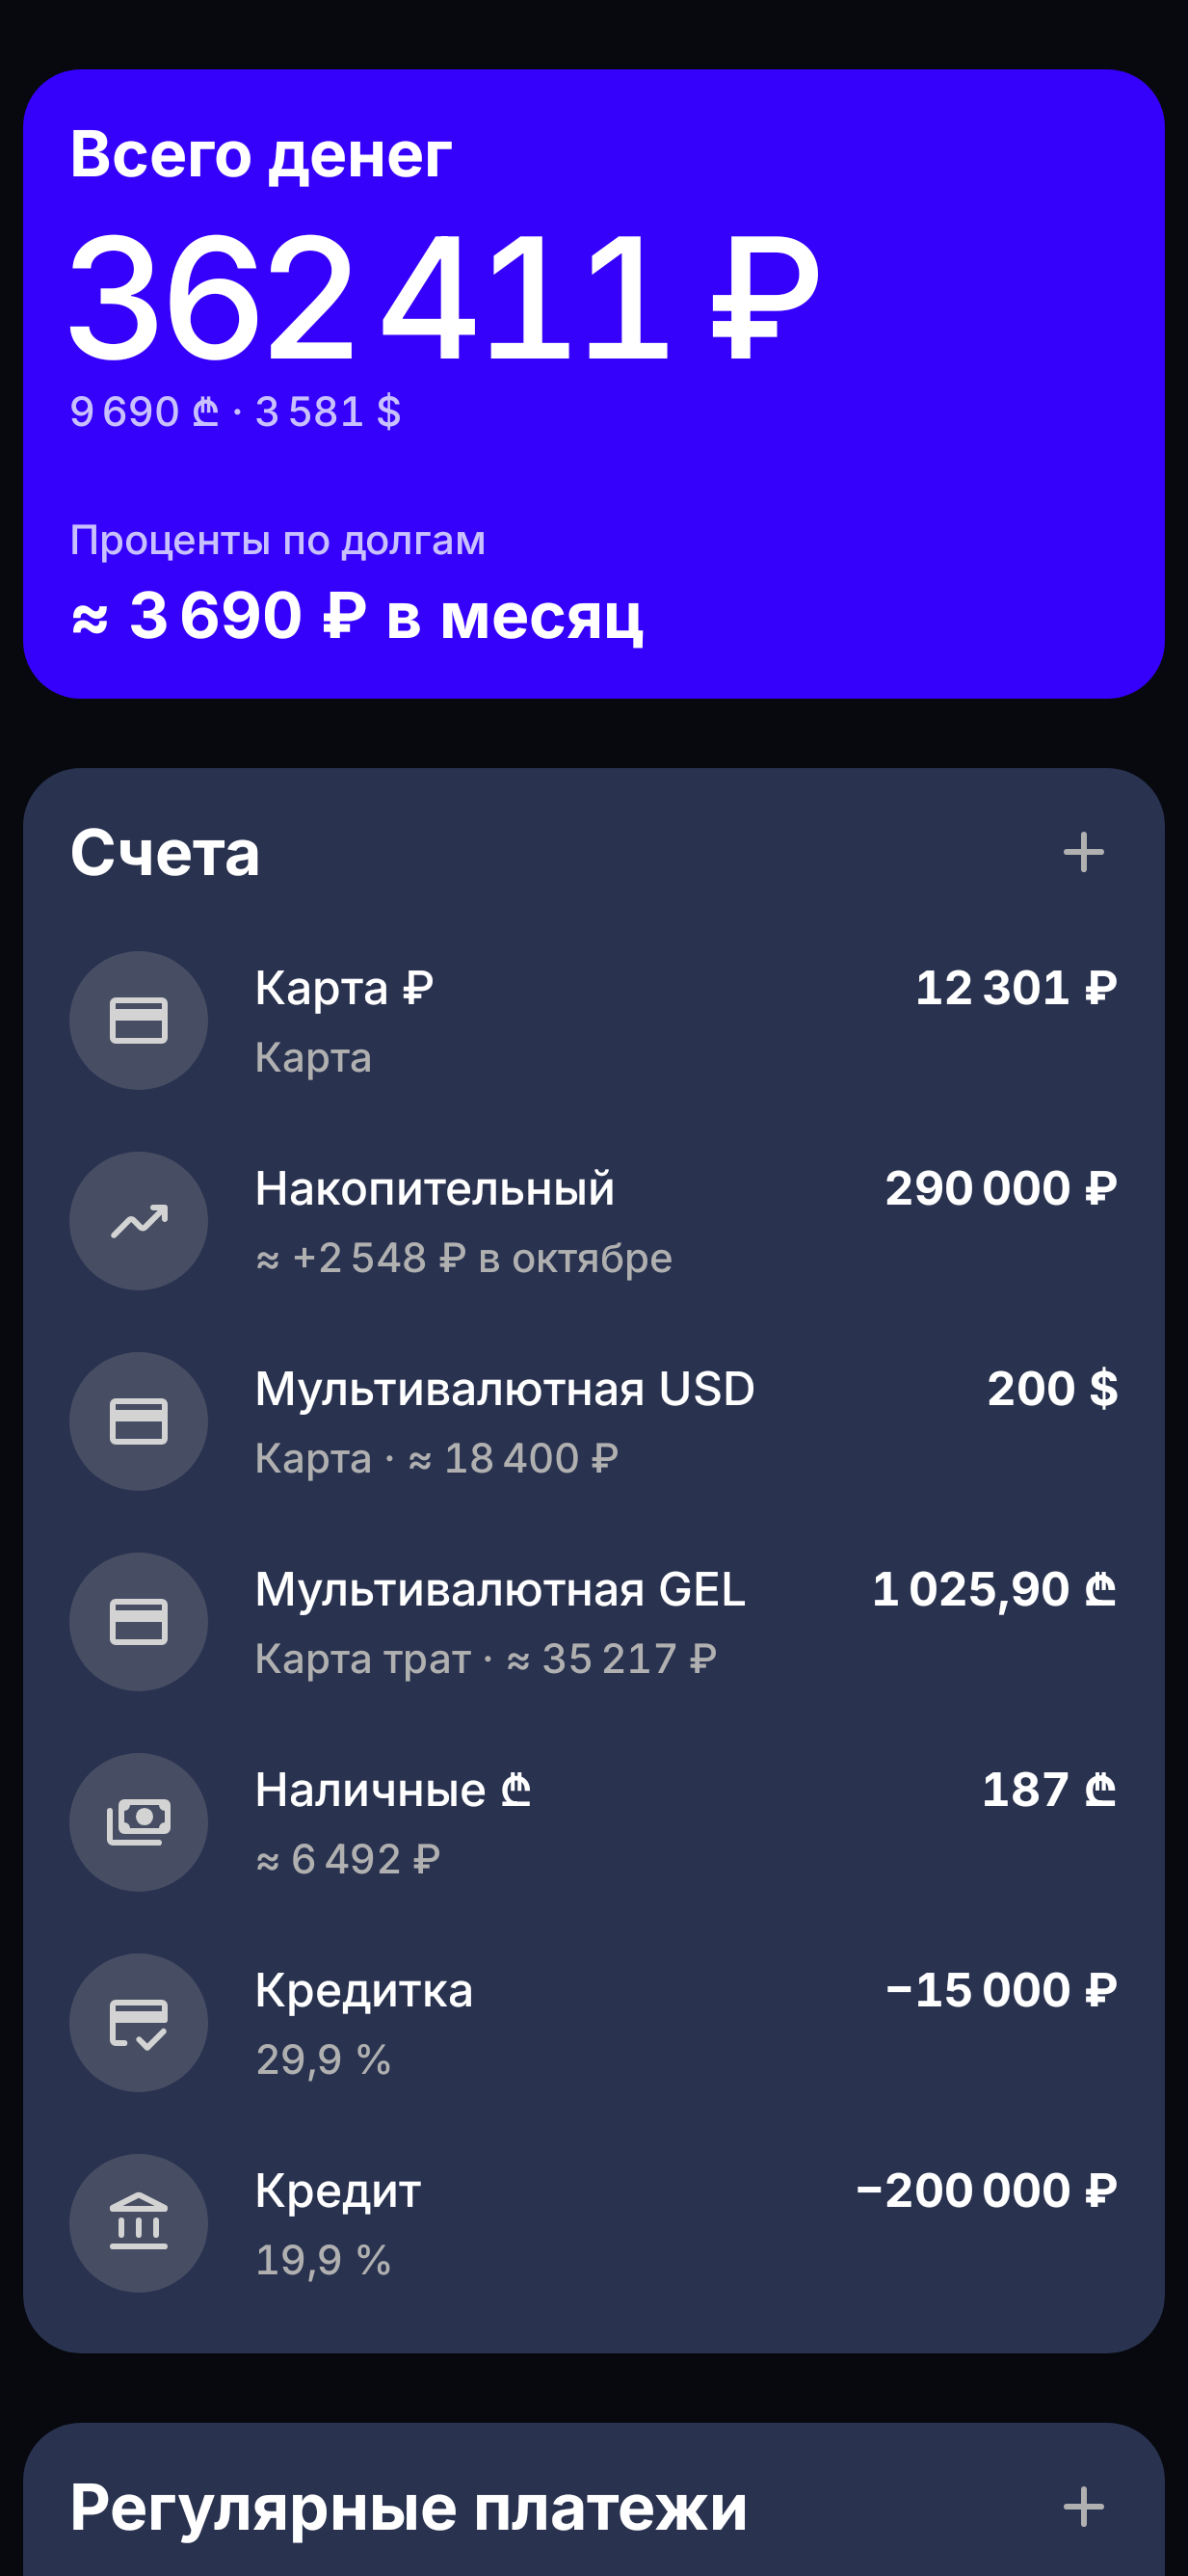 Всего денег
362 411 ₽
9 690 ₾ · 3 581 $
Проценты по долгам
≈ 3 690 ₽ в месяц
Счета
Карта ₽
12 301 ₽
Карта
Накопительный
290 000 ₽
≈ +2 548 ₽ в октябре
Мультивалютная USD
200 $
Карта · ≈ 18 400 ₽
Мультивалютная GEL
1 025,90 ₾
Карта трат · ≈ 35 217 ₽
Наличные ₾
187 ₾
≈ 6 492 ₽
Кредитка
−15 000 ₽
29,9 %
Кредит
−200 000 ₽
19,9 %
Регулярные платежи